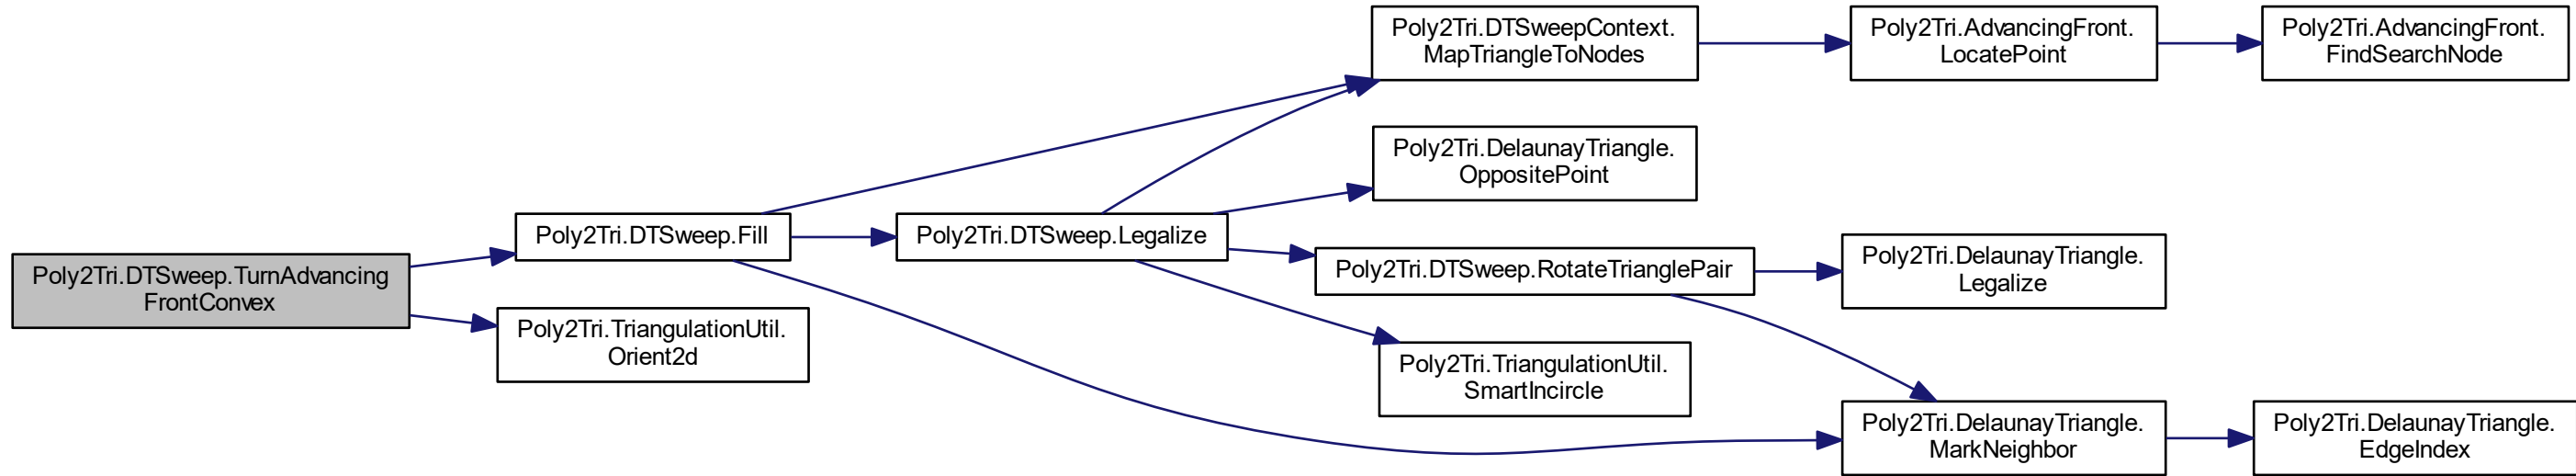 Poly2Tri.DTSweep.TurnAdvancing
FrontConvex
Poly2Tri.DTSweep.Fill
Poly2Tri.TriangulationUtil.
Orient2d
Poly2Tri.DTSweep.Legalize
Poly2Tri.DTSweepContext.
MapTriangleToNodes
Poly2Tri.DelaunayTriangle.
OppositePoint
Poly2Tri.DTSweep.RotateTrianglePair
Poly2Tri.TriangulationUtil.
SmartIncircle
Poly2Tri.AdvancingFront.
LocatePoint
Poly2Tri.DelaunayTriangle.
Legalize
Poly2Tri.DelaunayTriangle.
MarkNeighbor
Poly2Tri.AdvancingFront.
FindSearchNode
Poly2Tri.DelaunayTriangle.
EdgeIndex